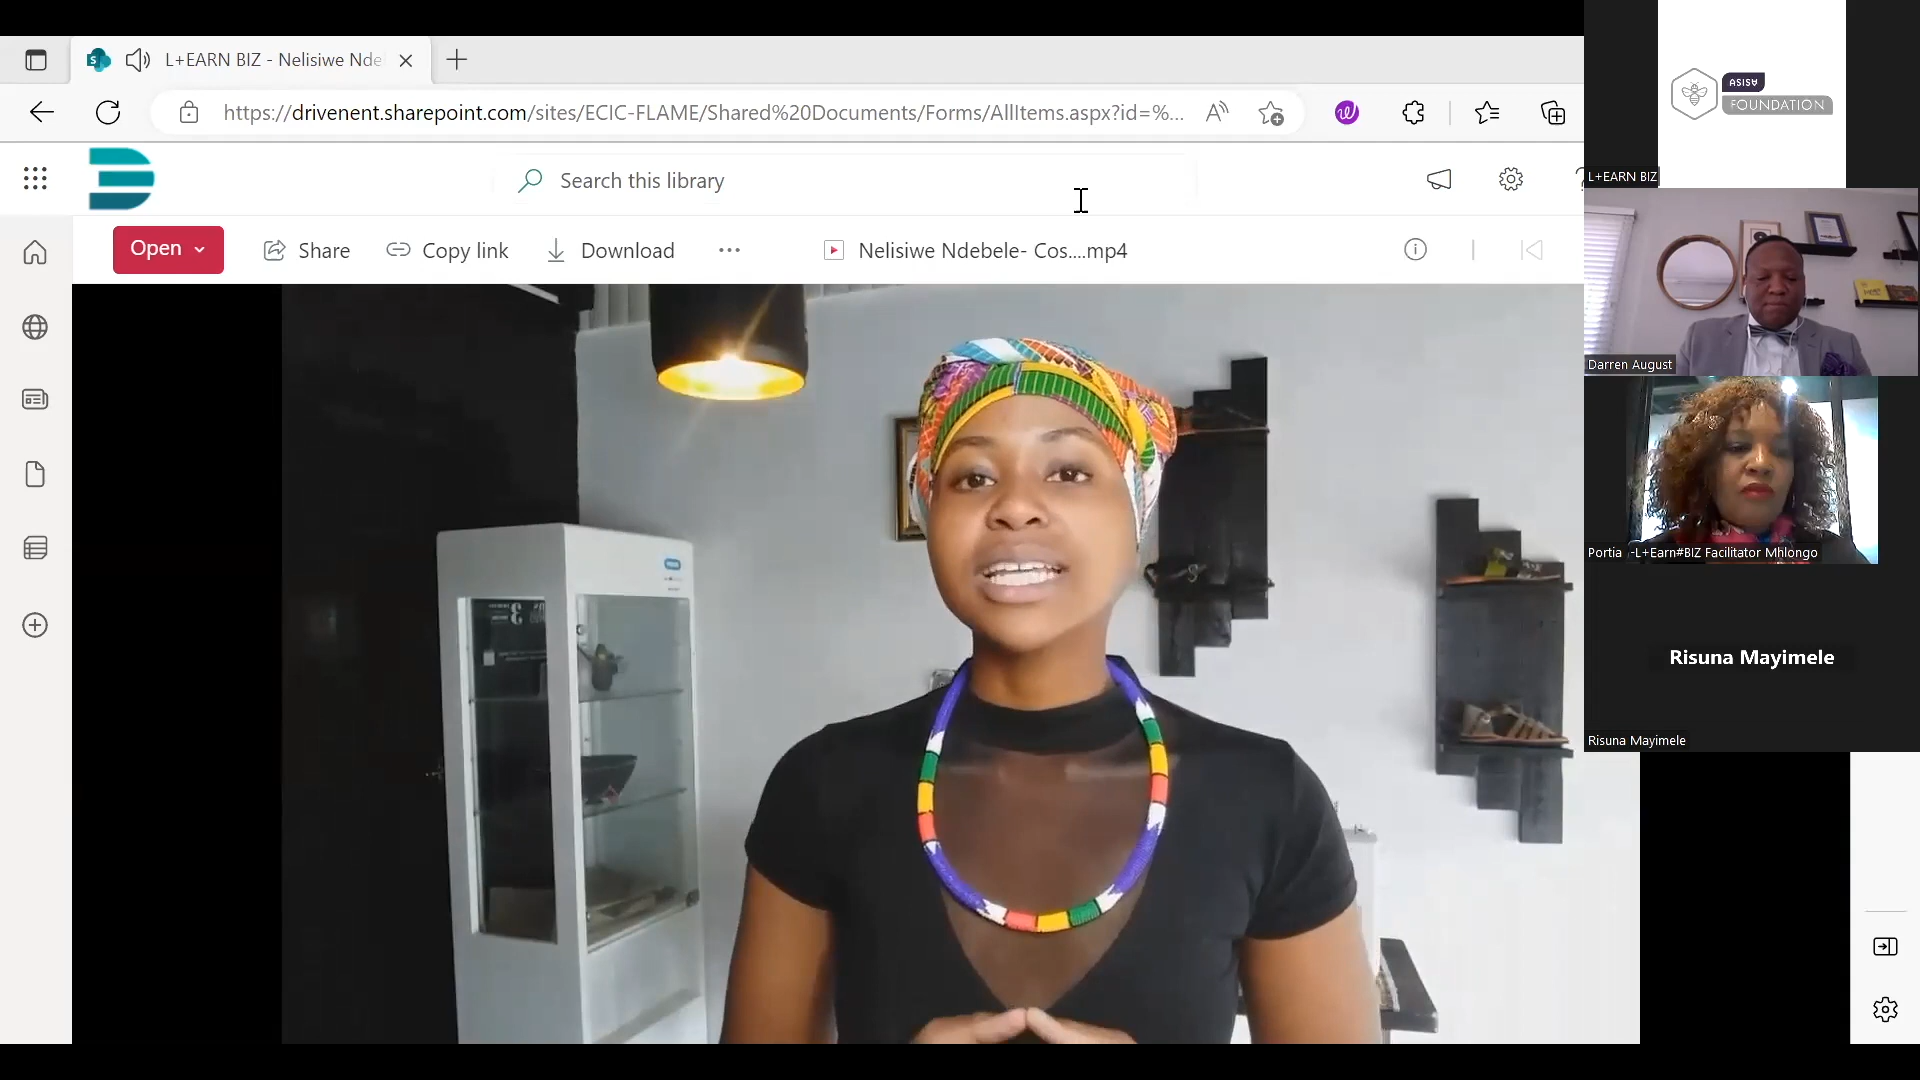 L+EARN BIZ - Nelisiwe Nde
https://drivenent.sharepoint.com/sites/ECIC-FLAME/Shared%20Documents/Forms/AllItems.aspx?id=%...
Search this library
Open
Share
Copy link
Download
Nelisiwe Ndebele- Cos....mp4
ASISA
FOUNDATION
L+EARN BIZ
Darren August
Portia -L+Earn#BIZ Facilitator Mhlongo
Risuna Mayimele
Risuna Mayimele